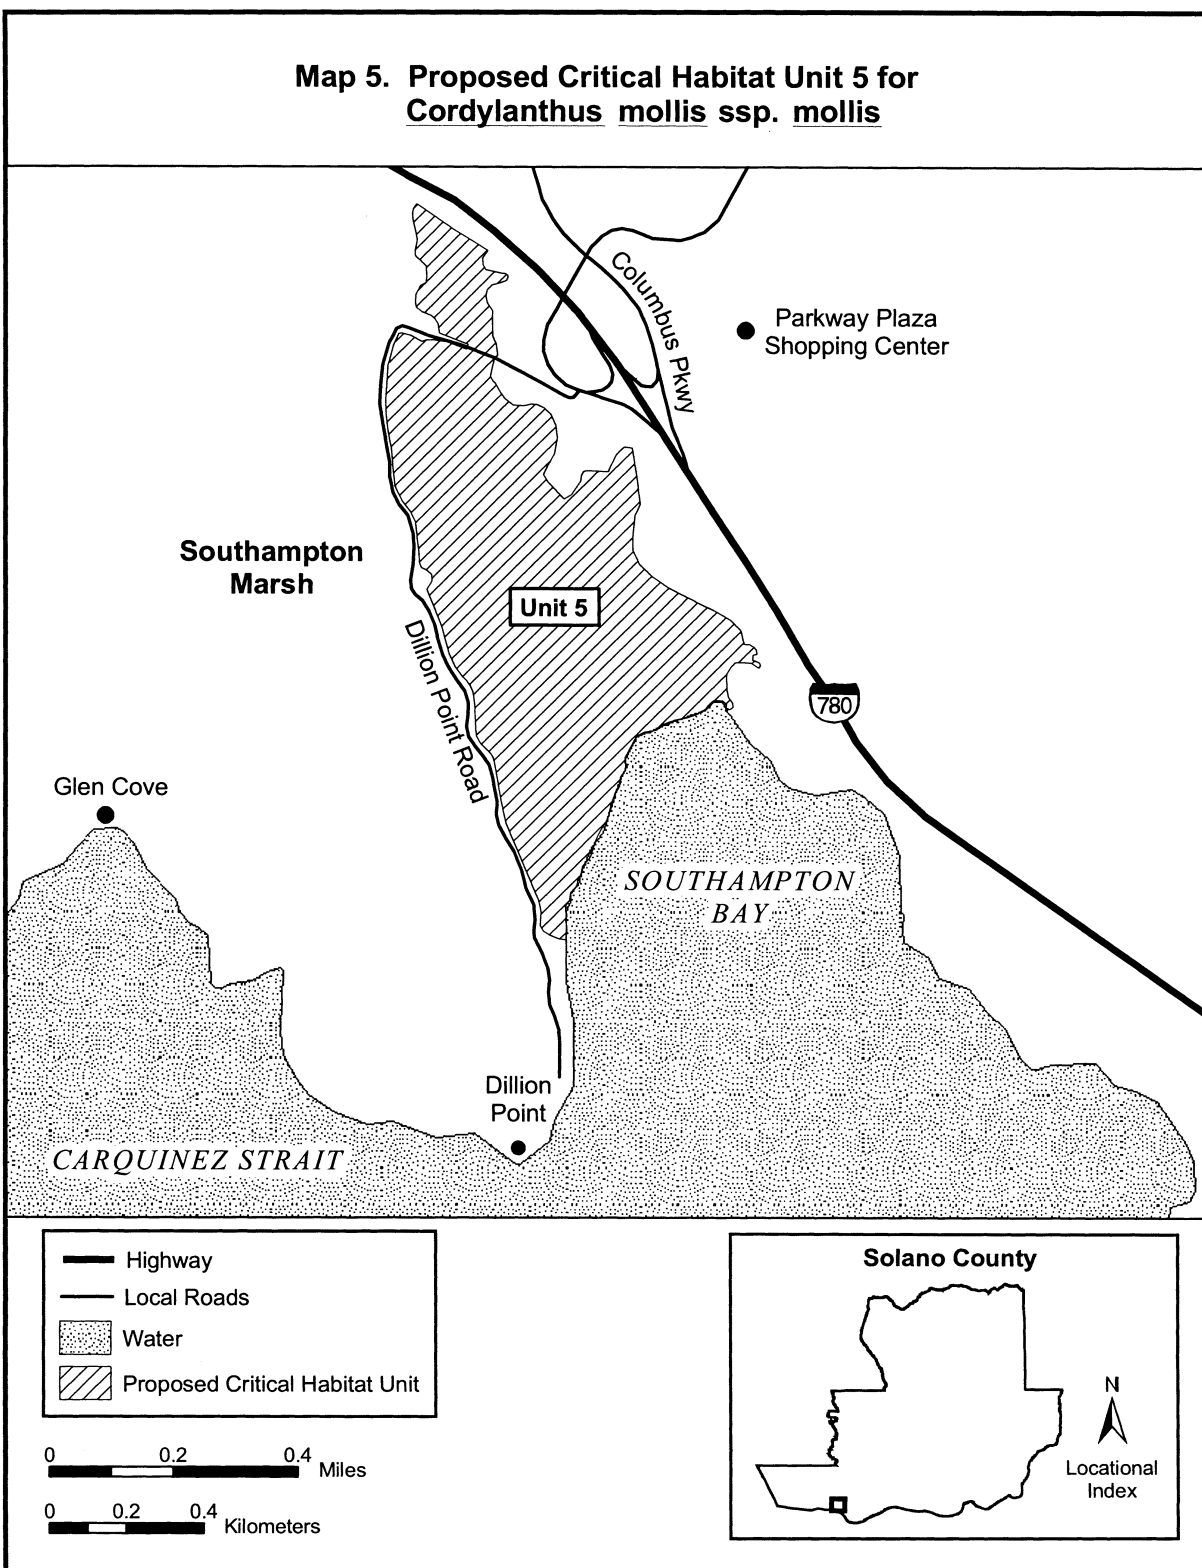 Map 5. Proposed Critical Habitat Unit 5 for
Cordylanthus mollis ssp. mollis
Columbus Pkwy
Parkway Plaza
Shopping Center
Southampton
Marsh
Unit 5
Dillion Point Road
780
Glen Cove
SOUTHAMPTON
BAY
Dillion
Point
CARQUINEZ STRAIT
Highway
Local Roads
Water
Proposed Critical Habitat Unit
0 0.2 0.4
Miles
0 0.2 0.4
Kilometers
Solano County
N
Locational
Index